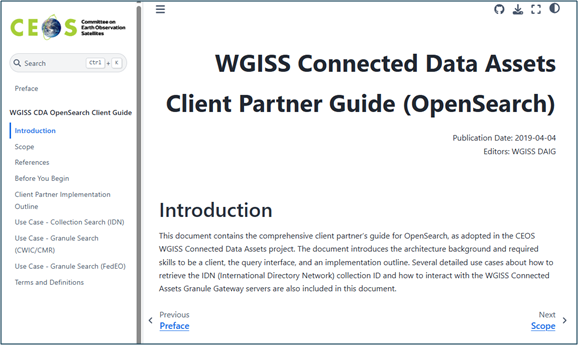 CEOS
Committee on
Earth Observation
Satellites
Search
Ctrl + K
Preface
WGISS CDA OpenSearch Client Guide
Introduction
Scope
References
Before You Begin
Client Partner Implementation
Outline
Use Case - Collection Search (IDN)
Use Case - Granule Search
(CWIC/CMR)
Use Case - Granule Search (FedEO)
Terms and Definitions
WGISS Connected Data Assets
Client Partner Guide (OpenSearch)
Publication Date: 2019-04-04
Editors: WGISS DAIG
Introduction
This document contains the comprehensive client partner's guide for OpenSearch, as adopted in the CEOS
WGISS Connected Data Assets project. The document introduces the architecture background and required
skills to be a client, the query interface, and an implementation outline. Several detailed use cases about how to
retrieve the IDN (International Directory Network) collection ID and how to interact with the WGISS Connected
Assets Granule Gateway servers are also included in this document.
Previous
Preface
Next
Scope